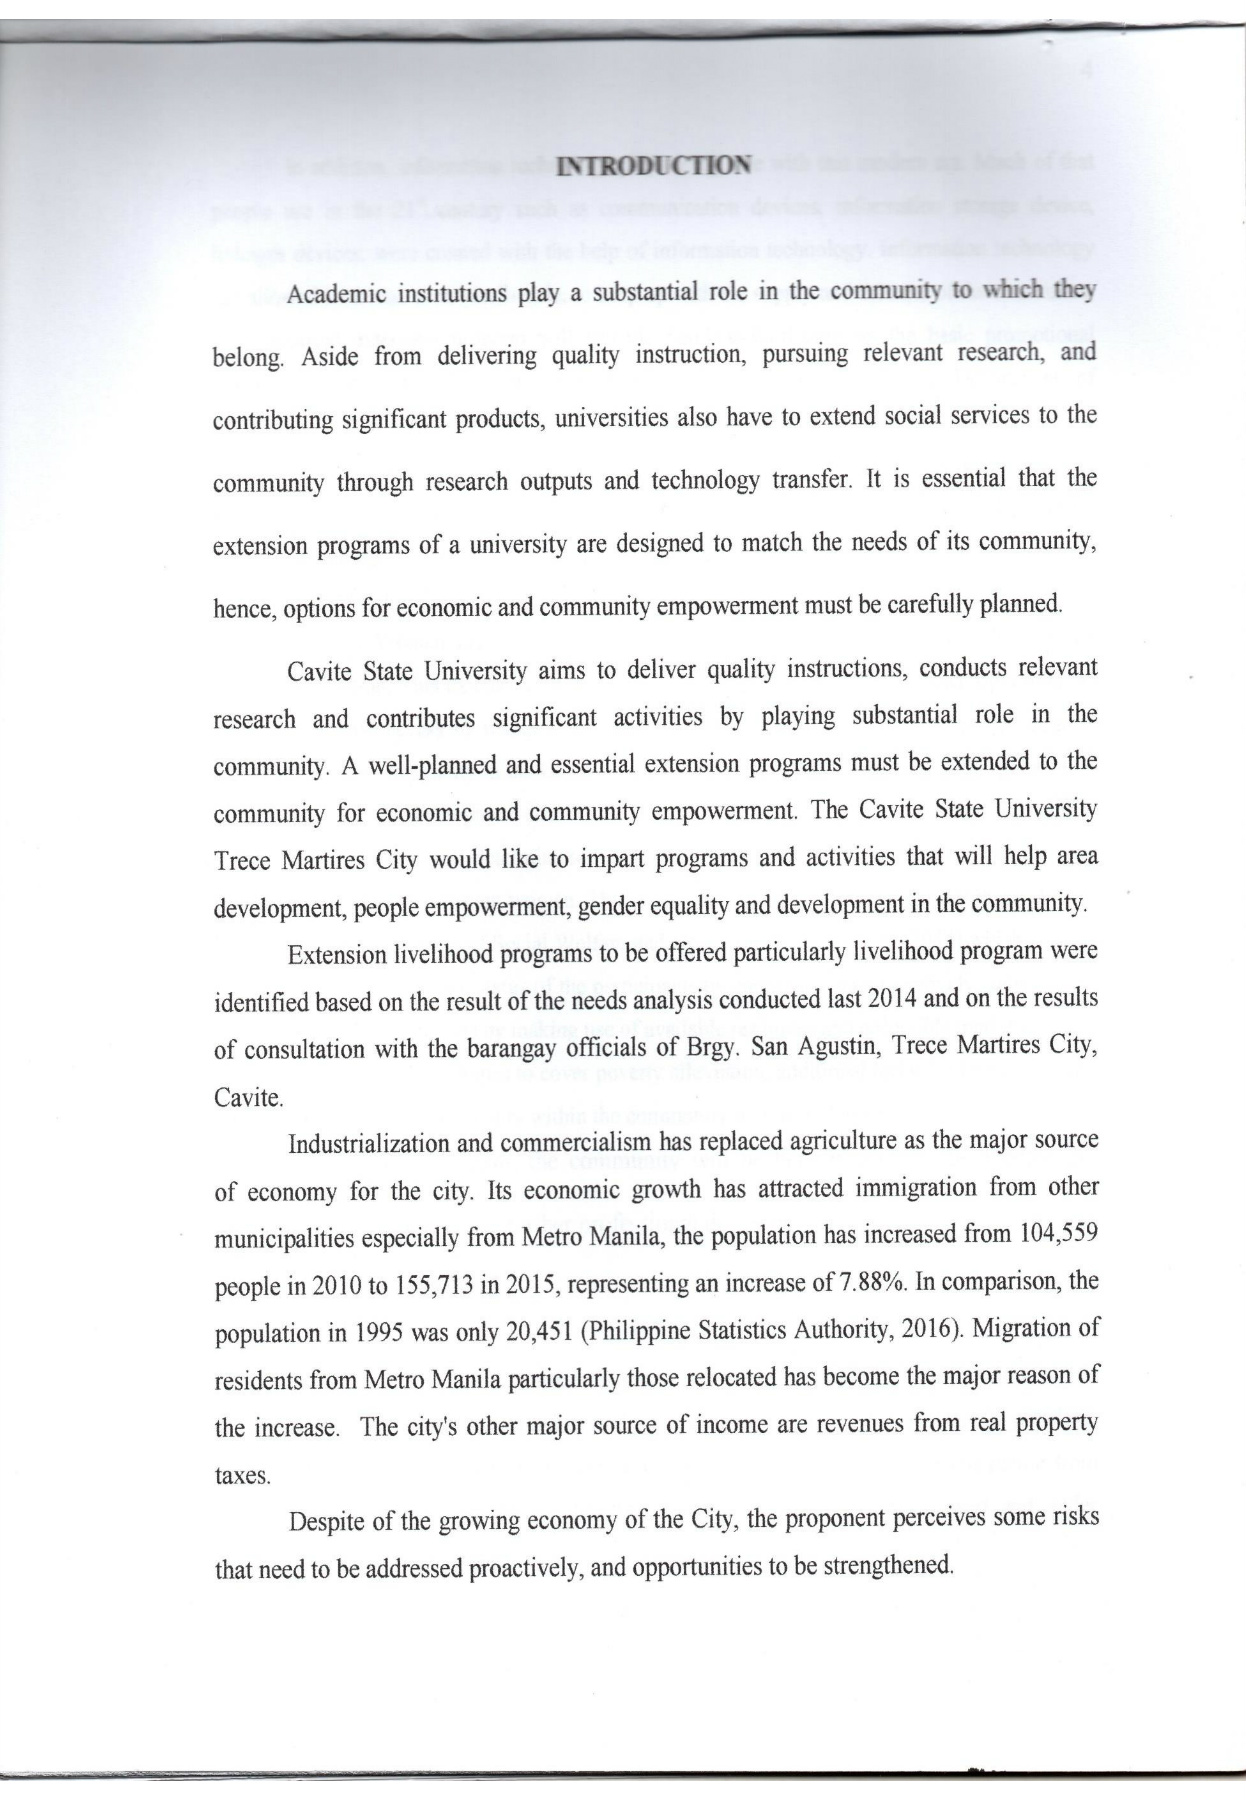 INTRODUCTION
Academic institutions play a substantial role in the community to which they
belong. Aside from delivering quality instruction, pursuing relevant research, and
contributing significant products, universities also have to extend social services to the
community through research outputs and technology transfer. It is essential that the
extension programs of a university are designed to match the needs of its community,
hence, options for economic and community empowerment must be carefully planned.
Cavite State University aims to deliver quality instructions, conducts relevant
research and contributes significant activities by playing substantial role in the
community. A well-planned and essential extension programs must be extended to the
community for economic and community empowerment. The Cavite State University
Trece Martires City would like to impart programs and activities that will help area
development, people empowerment, gender equality and development in the community.
Extension livelihood programs to be offered particularly livelihood program were
identified based on the result of the needs analysis conducted last 2014 and on the results
of consultation with the barangay officials of Brgy. San Agustin, Trece Martires City,
Cavite.
Industrialization and commercialism has replaced agriculture as the major source
of economy for the city. Its economic growth has attracted immigration from other
municipalities especially from Metro Manila, the population has increased from 104,559
people in 2010 to 155,713 in 2015, representing an increase of 7.88%. In comparison, the
population in 1995 was only 20,451 (Philippine Statistics Authority, 2016). Migration of
residents from Metro Manila particularly those relocated has become the major reason of
the increase. The city's other major source of income are revenues from real property
taxes.
Despite of the growing economy of the City, the proponent perceives some risks
that need to be addressed proactively, and opportunities to be strengthened.